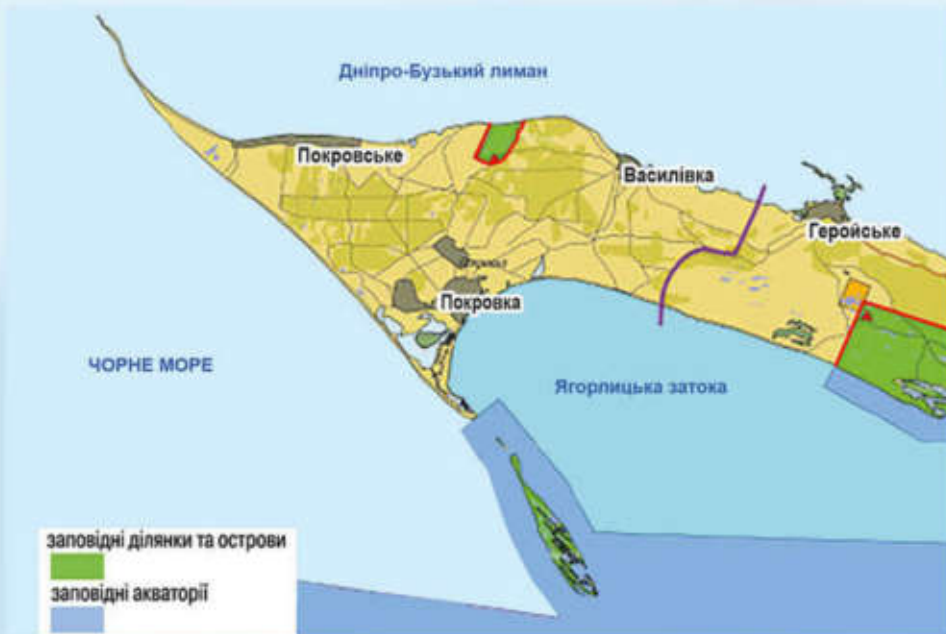 Дніпро-Бузький лиман
Покровське
Василівка
Геройське
Покровка
ЧОРНЕ МОРЕ
Ягорлицька затока
заповідні ділянки та острови
заповідні акваторії